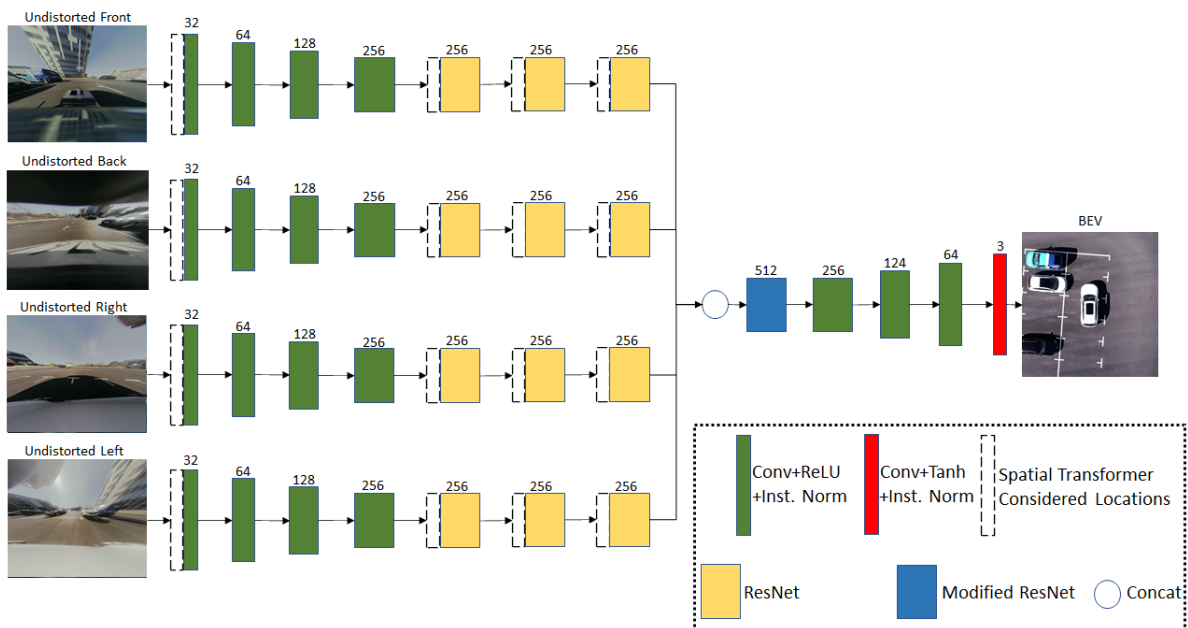 Undistorted Front
32
64
128
256
256
256
256
Undistorted Back
32
64
128
256
256
256
256
Undistorted Right
32
64
128
256
256
256
256
Undistorted Left
32
64
128
256
256
256
256
512
256
124
64
3
BEV
Conv+ReLU
+Inst. Norm
Conv+Tanh
+Inst. Norm
Spatial Transformer
Considered Locations
ResNet
Modified ResNet
Concat